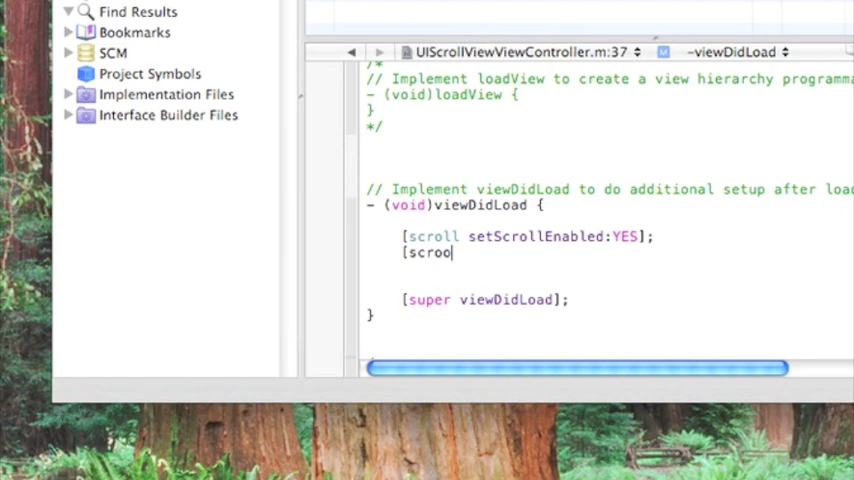 Find Results
Bookmarks
SCM
Project Symbols
Implementation Files
Interface Builder Files
UIScrollViewViewController.m:37
M
-viewDidLoad
/*
// Implement loadView to create a view hierarchy programma
- (void)loadView {
}
*/
// Implement viewDidLoad to do additional setup after load
- (void)viewDidLoad {
[scroll setScrollEnabled:YES];
[scroo
[super viewDidLoad];
}